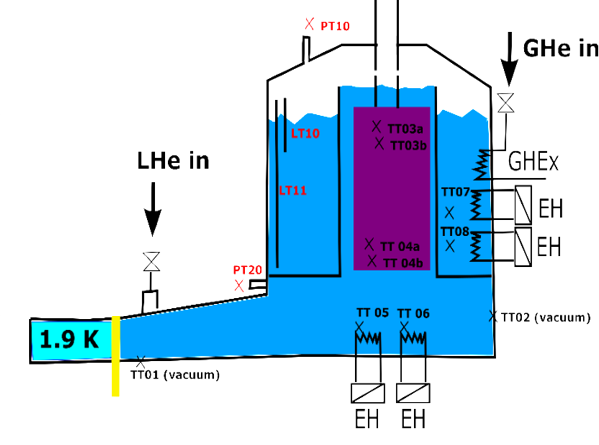 PT10
GHe in
LT10
TT03a
TT03b
LHe in
GHEx
LT11
TT07
EH
TT08
EH
TT 04a
TT 04b
PT20
TT 05
TT 06
TT02 (vacuum)
1.9 K
TT01 (vacuum)
EH
EH